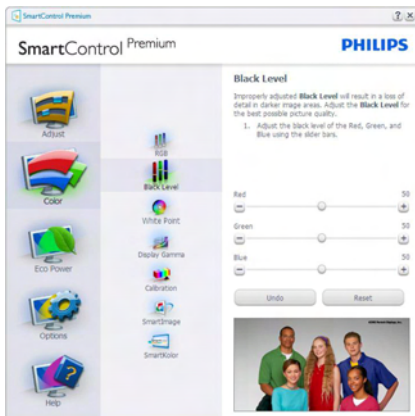 SmartControl Premium
SmartControl Premium
PHILIPS
Adjust
Color
Eco Power
Options
Help
RGB
Black Level
White Point
Display Gamma
Calibration
SmartImage
SmartKolor
Black Level
Improperly adjusted Black Level will result in a loss of
detail in darker image areas. Adjust the Black Level for
the best possible picture quality.
1. Adjust the black level of the Red, Green, and
Blue using the slider bars.
Red 50
Green 50
Blue 50
Undo Reset